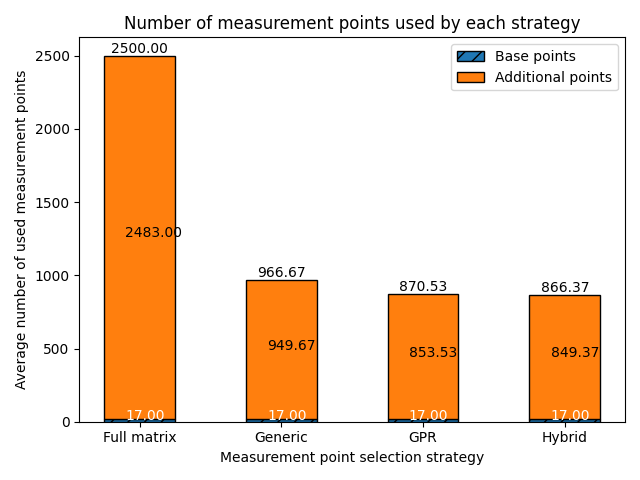 Number of measurement points used by each strategy
Average number of used measurement points
2500
2000
1500
1000
500
0
Base points
Additional points
2500.00
2483.00
17.00
966.67
949.67
17.00
870.53
853.53
17.00
866.37
849.37
17.00
Full matrix
Generic
GPR
Hybrid
Measurement point selection strategy